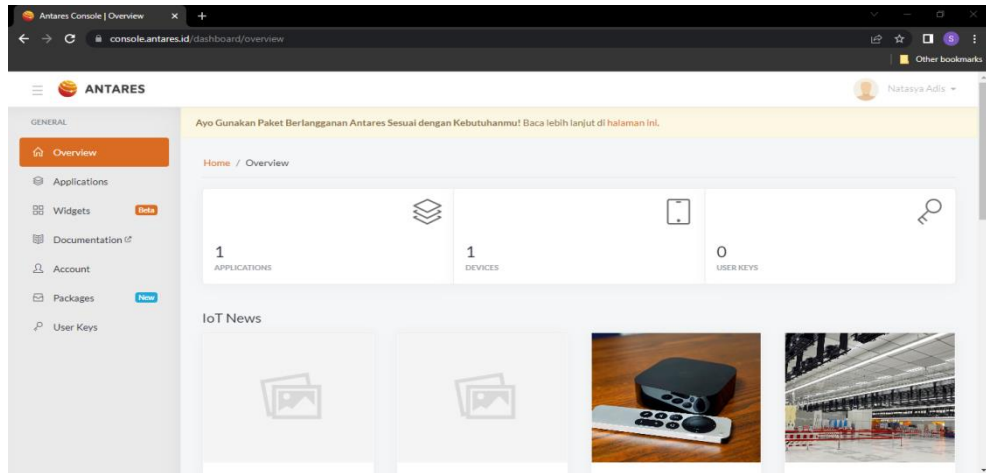 Antares Console | Overview
console.antares.id/dashboard/overview
S
Other bookmarks
ANTARES
Natasya Adis
GENERAL
Overview
Applications
Widgets Beta
Documentation
Account
Packages New
User Keys
Ayo Gunakan Paket Berlangganan Antares Sesuai dengan Kebutuhanmu! Baca lebih lanjut di halaman ini.
Home / Overview
1
APPLICATIONS
1
DEVICES
0
USER KEYS
IoT News